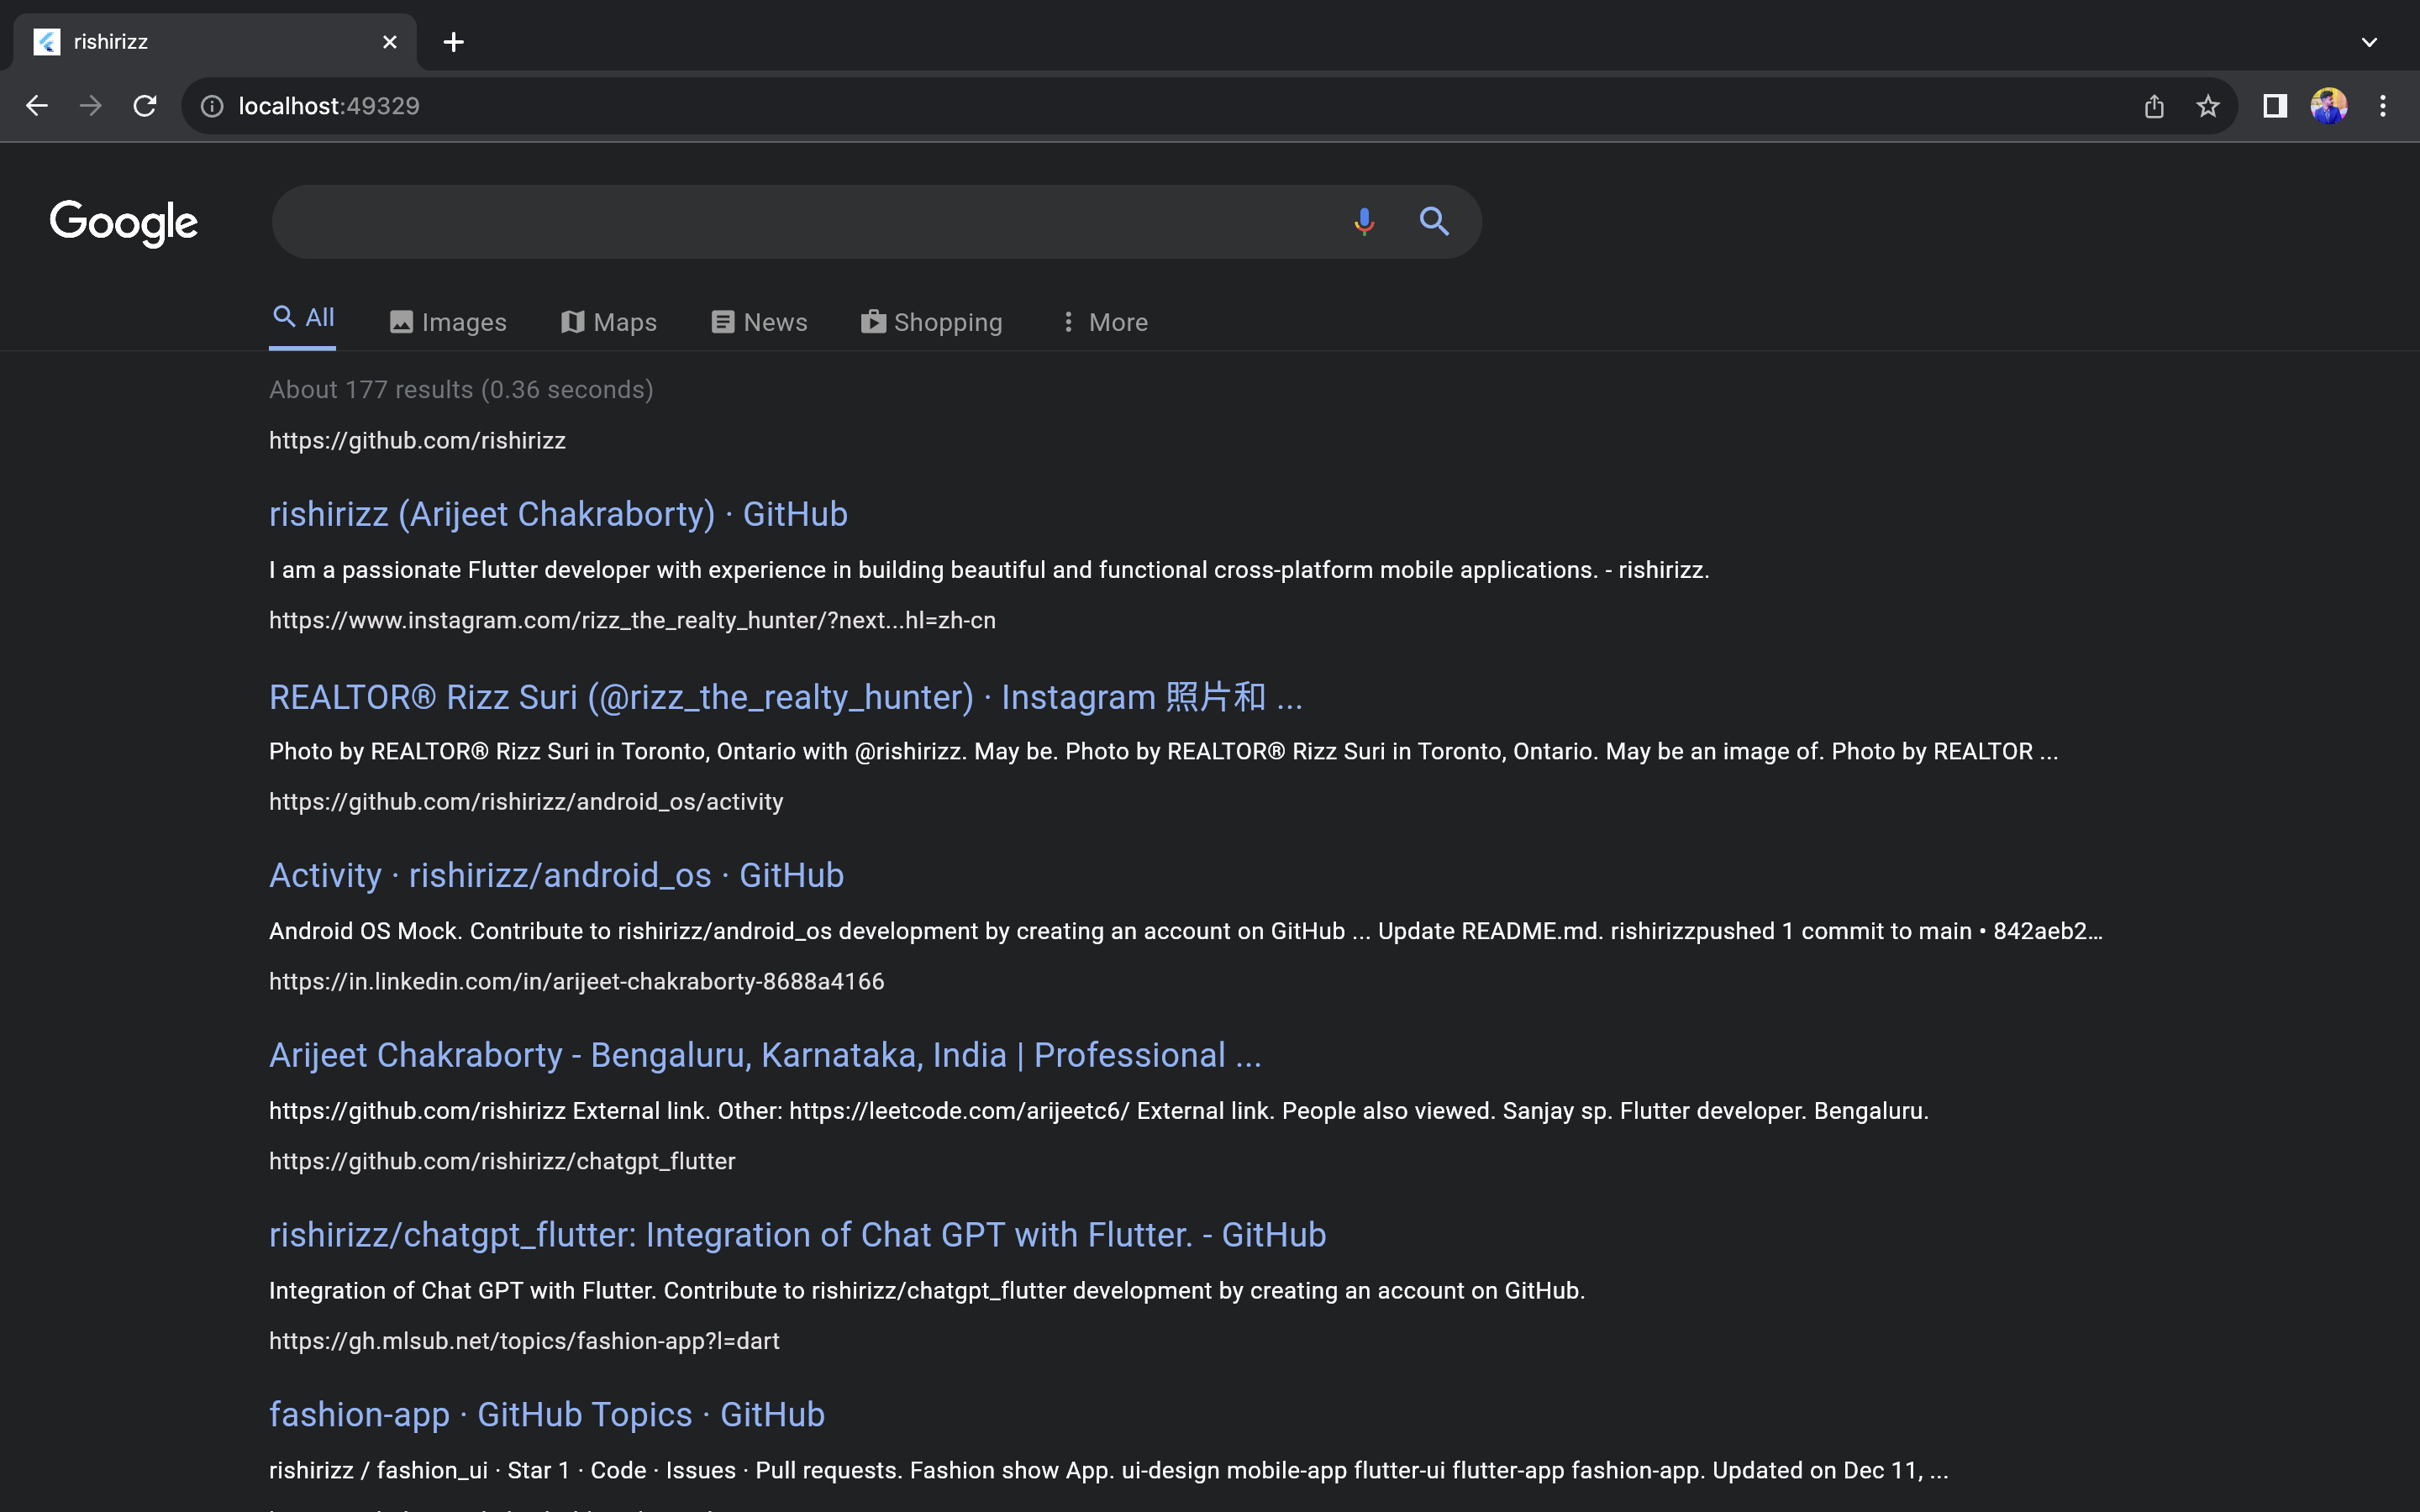 rishirizz
localhost:49329
Google
All Images Maps News Shopping More
About 177 results (0.36 seconds)
https://github.com/rishirizz
rishirizz (Arijeet Chakraborty) · GitHub
I am a passionate Flutter developer with experience in building beautiful and functional cross-platform mobile applications. - rishirizz.
https://www.instagram.com/rizz_the_realty_hunter/?next...hl=zh-cn
REALTOR® Rizz Suri (@rizz_the_realty_hunter) · Instagram 照片和 ...
Photo by REALTOR® Rizz Suri in Toronto, Ontario with @rishirizz. May be. Photo by REALTOR® Rizz Suri in Toronto, Ontario. May be an image of. Photo by REALTOR ...
https://github.com/rishirizz/android_os/activity
Activity · rishirizz/android_os · GitHub
Android OS Mock. Contribute to rishirizz/android_os development by creating an account on GitHub ... Update README.md. rishirizzpushed 1 commit to main • 842aeb2…
https://in.linkedin.com/in/arijeet-chakraborty-8688a4166
Arijeet Chakraborty - Bengaluru, Karnataka, India | Professional ...
https://github.com/rishirizz External link. Other: https://leetcode.com/arijeetc6/ External link. People also viewed. Sanjay sp. Flutter developer. Bengaluru.
https://github.com/rishirizz/chatgpt_flutter
rishirizz/chatgpt_flutter: Integration of Chat GPT with Flutter. - GitHub
Integration of Chat GPT with Flutter. Contribute to rishirizz/chatgpt_flutter development by creating an account on GitHub.
https://gh.mlsub.net/topics/fashion-app?l=dart
fashion-app · GitHub Topics · GitHub
rishirizz / fashion_ui · Star 1 · Code · Issues · Pull requests. Fashion show App. ui-design mobile-app flutter-ui flutter-app fashion-app. Updated on Dec 11, ...